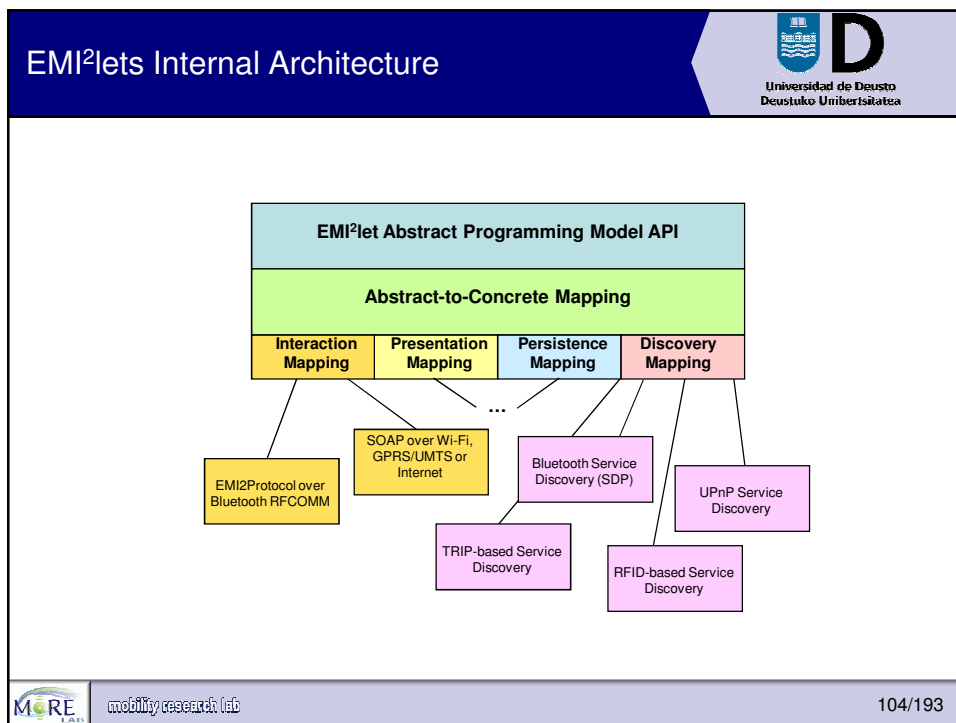 EMI²lets Internal Architecture
Universidad de Deusto
Deustuko Unibertsitatea
EMI²let Abstract Programming Model API
Abstract-to-Concrete Mapping
Interaction
Mapping
Presentation
Mapping
Persistence
Mapping
Discovery
Mapping
...
SOAP over Wi-Fi,
GPRS/UMTS or
Internet
EMI2Protocol over
Bluetooth RFCOMM
Bluetooth Service
Discovery (SDP)
UPnP Service
Discovery
TRIP-based Service
Discovery
RFID-based Service
Discovery
MORE
LAB
mobility research lab
104/193